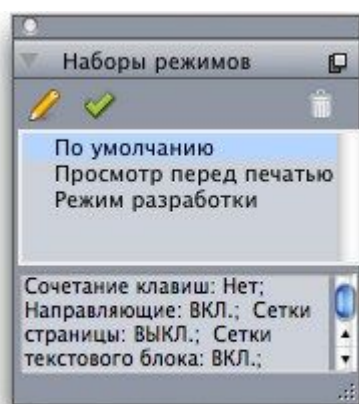 Наборы режимов
По умолчанию
Просмотр перед печатью
Режим разработки
Сочетание клавиш: Нет;
Направляющие: ВКЛ.; Сетки
страницы: ВЫКЛ.; Сетки
текстового блока: ВКЛ.;